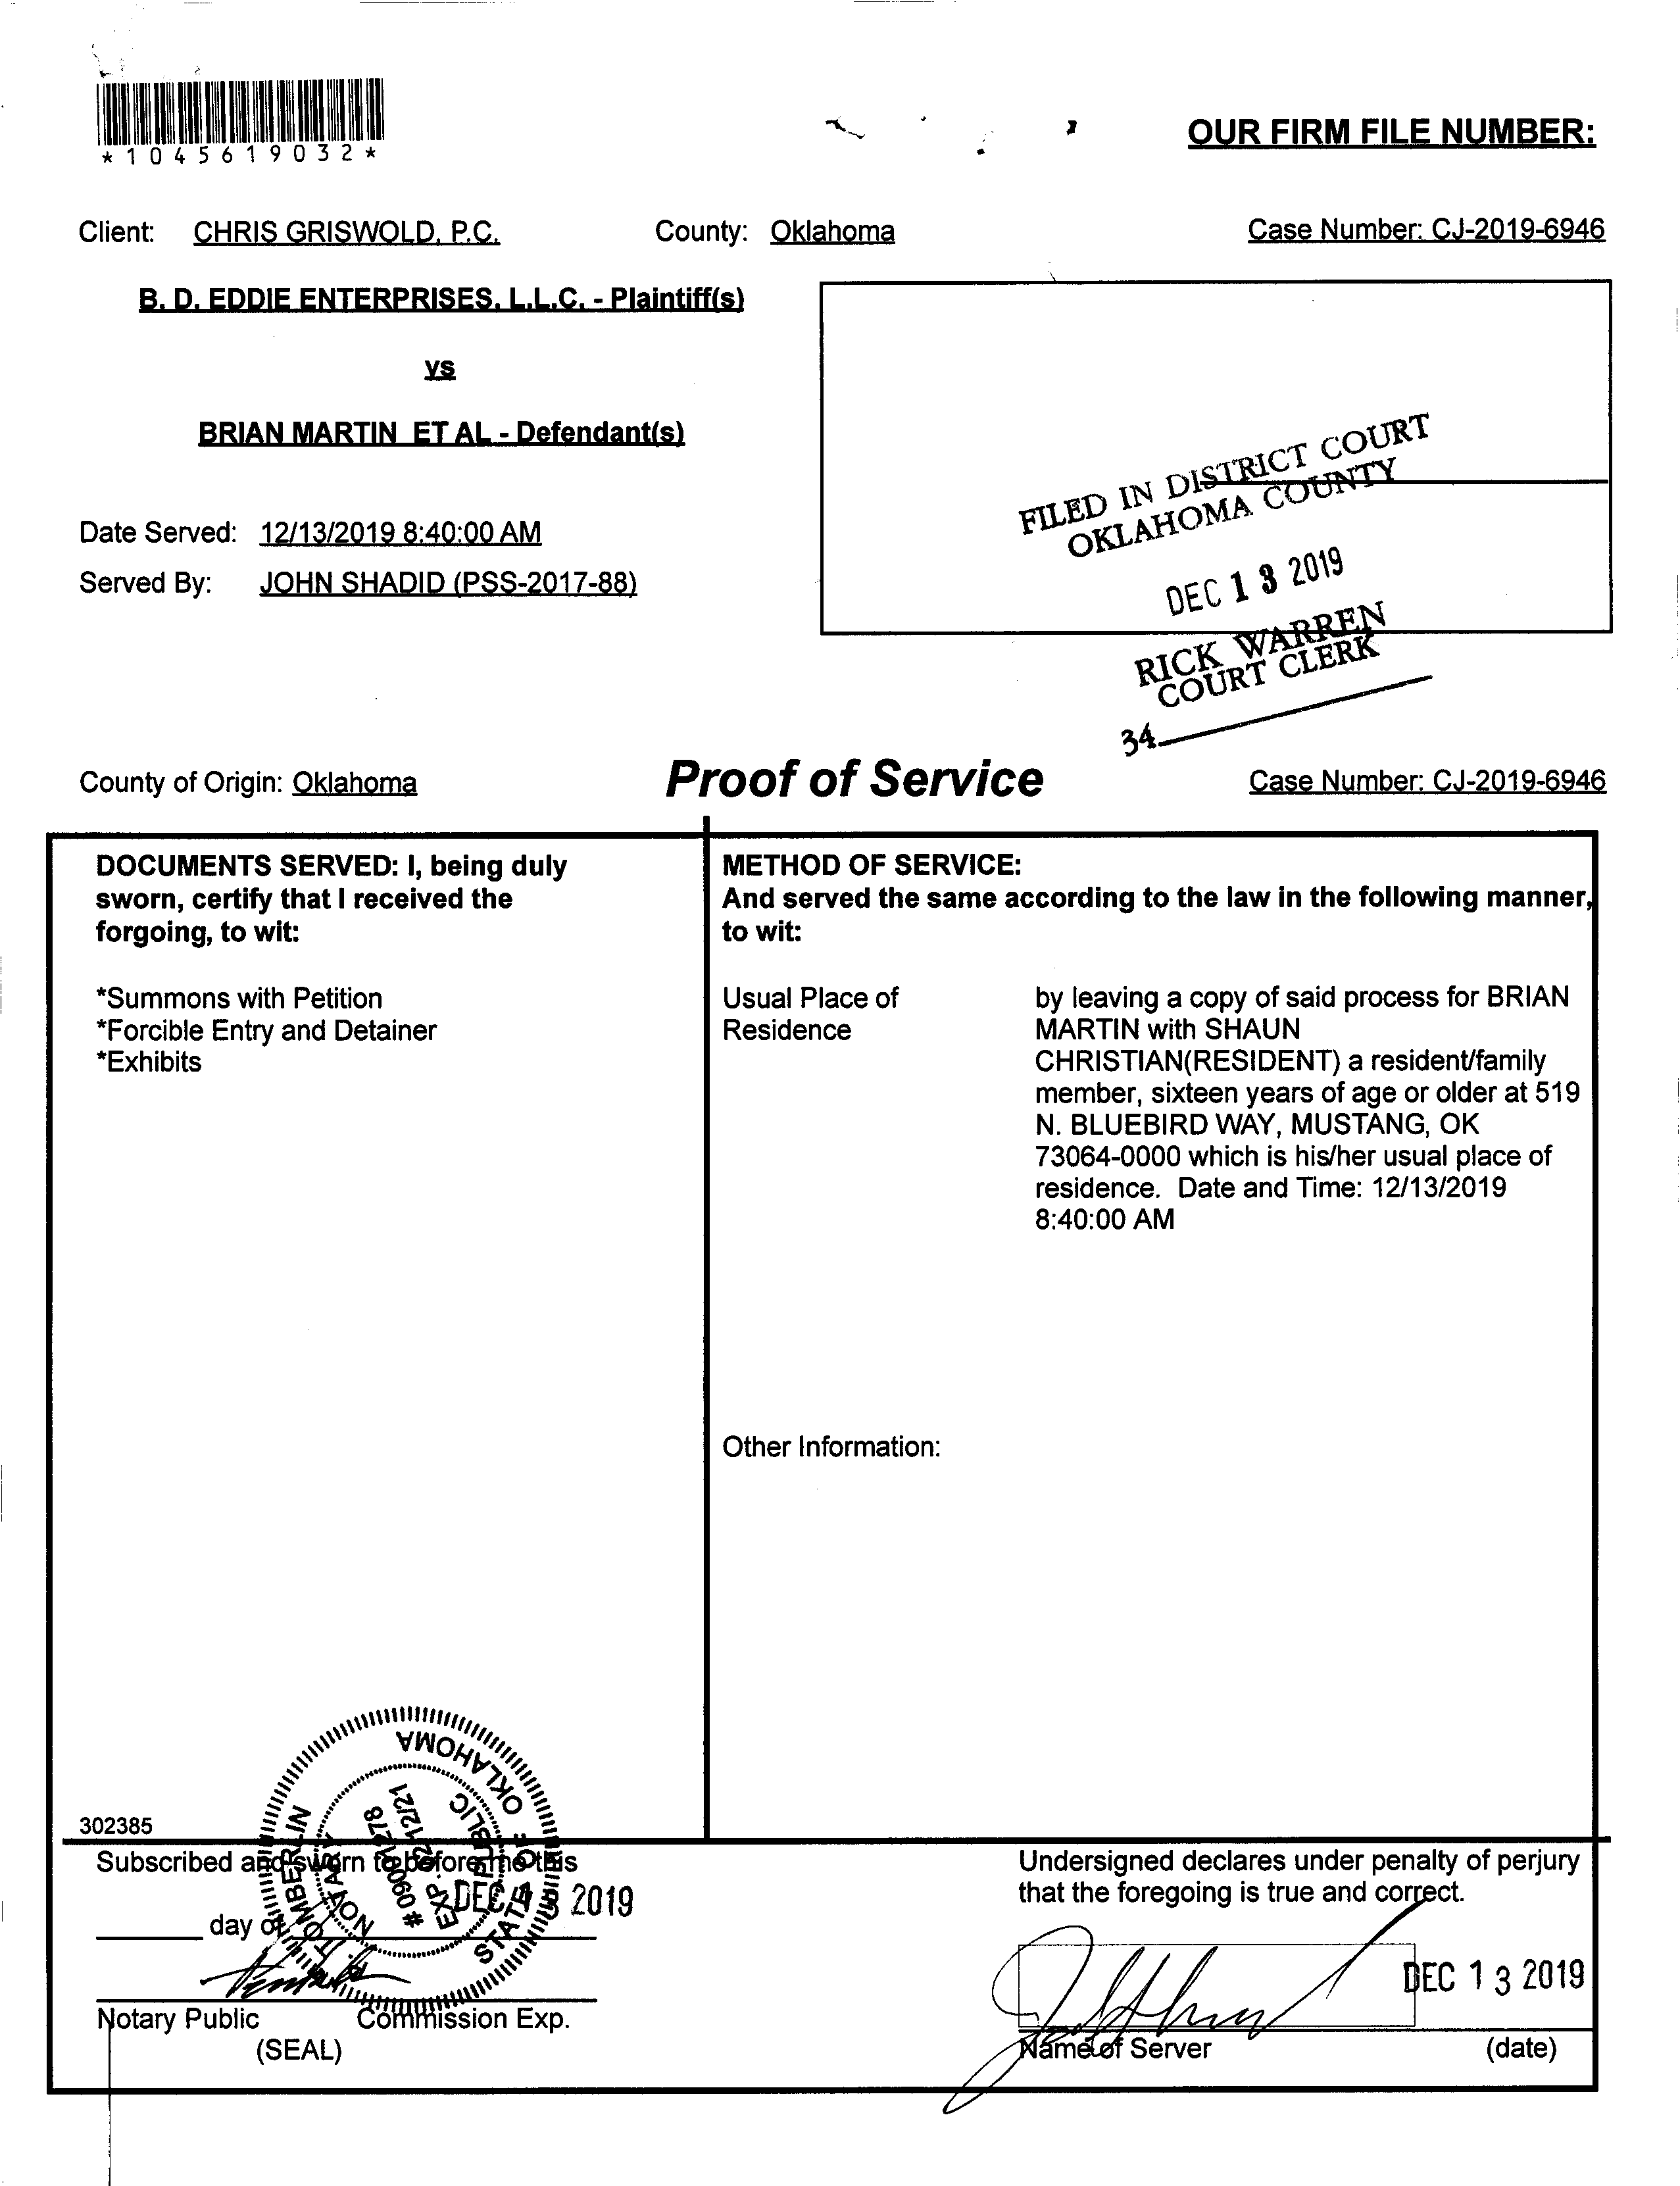 *1045619032*
OUR FIRM FILE NUMBER:
Client: CHRIS GRISWOLD, P.C. County: Oklahoma Case Number: CJ-2019-6946
B. D. EDDIE ENTERPRISES, L.L.C. - Plaintiff(s)
vs
BRIAN MARTIN ET AL - Defendant(s)
Date Served: 12/13/2019 8:40:00 AM
Served By: JOHN SHADID (PSS-2017-88)
FILED IN DISTRICT COURT
OKLAHOMA COUNTY
DEC 13 2019
RICK WARREN
COURT CLERK
34
County of Origin: Oklahoma Proof of Service Case Number: CJ-2019-6946
DOCUMENTS SERVED: I, being duly
sworn, certify that I received the
forgoing, to wit:
*Summons with Petition
*Forcible Entry and Detainer
*Exhibits
METHOD OF SERVICE:
And served the same according to the law in the following manner,
to wit:
Usual Place of
Residence
by leaving a copy of said process for BRIAN
MARTIN with SHAUN
CHRISTIAN(RESIDENT) a resident/family
member, sixteen years of age or older at 519
N. BLUEBIRD WAY, MUSTANG, OK
73064-0000 which is his/her usual place of
residence. Date and Time: 12/13/2019
8:40:00 AM
Other Information:
302385
Subscribed and sworn to before me this
day of
DEC 13 2019
NOTARY PUBLIC
STATE OF OKLAHOMA
# 09001278
EXP. 02/12/21
Notary Public Commission Exp.
(SEAL)
Undersigned declares under penalty of perjury
that the foregoing is true and correct.
DEC 13 2019
Name of Server (date)